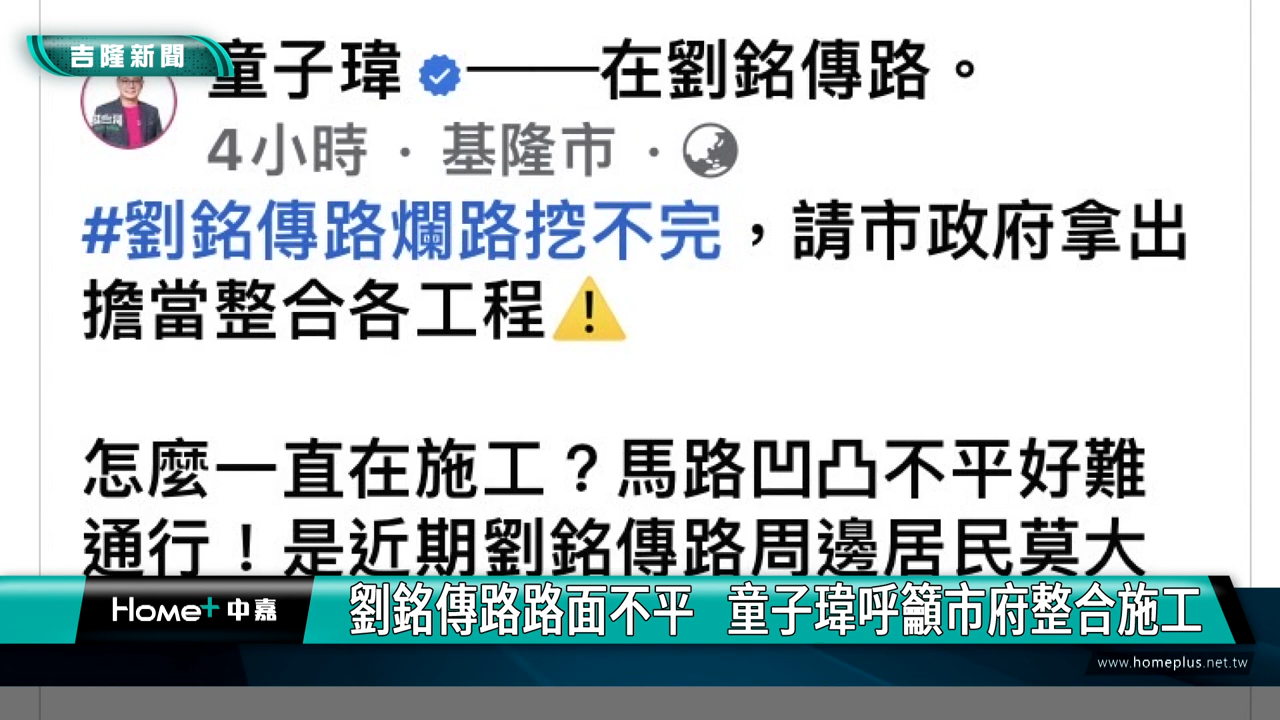 吉隆新聞
童子瑋 ——在劉銘傳路。
4小時 · 基隆市 ·
#劉銘傳路爛路挖不完，請市政府拿出
擔當整合各工程⚠️
怎麼一直在施工？馬路凹凸不平好難
通行！是近期劉銘傳路周邊居民莫大
Home+中嘉
劉銘傳路路面不平 童子瑋呼籲市府整合施工
www.homeplus.net.tw